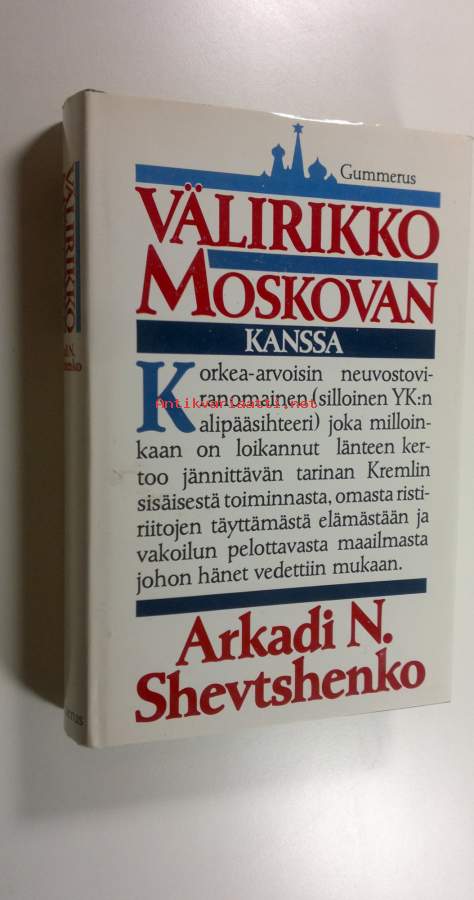 Gummerus
VÄLIRIKKO
MOSKOVAN
KANSSA
Korkea-arvoisin neuvostovi-
ranomainen (silloinen YK:n
alipääsihteeri) joka milloin-
kaan on loikannut länteen ker-
too jännittävän tarinan Kremlin
sisäisestä toiminnasta, omasta risti-
riitojen täyttämästä elämästään ja
vakoilun pelottavasta maailmasta
johon hänet vedettiin mukaan.
Arkadi N.
Shevtshenko
VÄLIRIKKO
Antikvariaatti.net